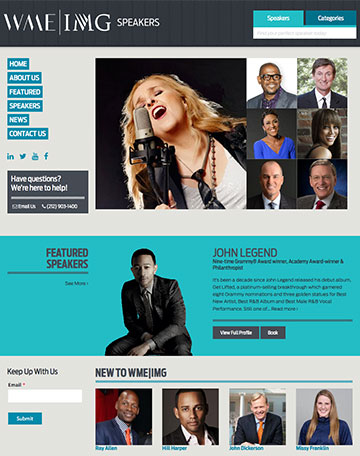 WME|IMG SPEAKERS
Speakers
Categories
Find your perfect speaker today
HOME
ABOUT US
FEATURED
SPEAKERS
NEWS
CONTACT US
Have questions?
We're here to help!
Email Us (212) 903-1400
FEATURED
SPEAKERS
See More ›
JOHN LEGEND
Nine-time Grammy® Award winner, Academy Award-winner &
Philanthropist
It's been a decade since John Legend released his debut album,
Get Lifted, a platinum-selling breakthrough which garnered
eight Grammy nominations and three golden statues for Best
New Artist, Best R&B Album and Best Male R&B Vocal
Performance. Still one of... Read more ›
View Full Profile
Book
Keep Up With Us
Email *
Submit
NEW TO WME|IMG
Ray Allen
Hill Harper
John Dickerson
Missy Franklin